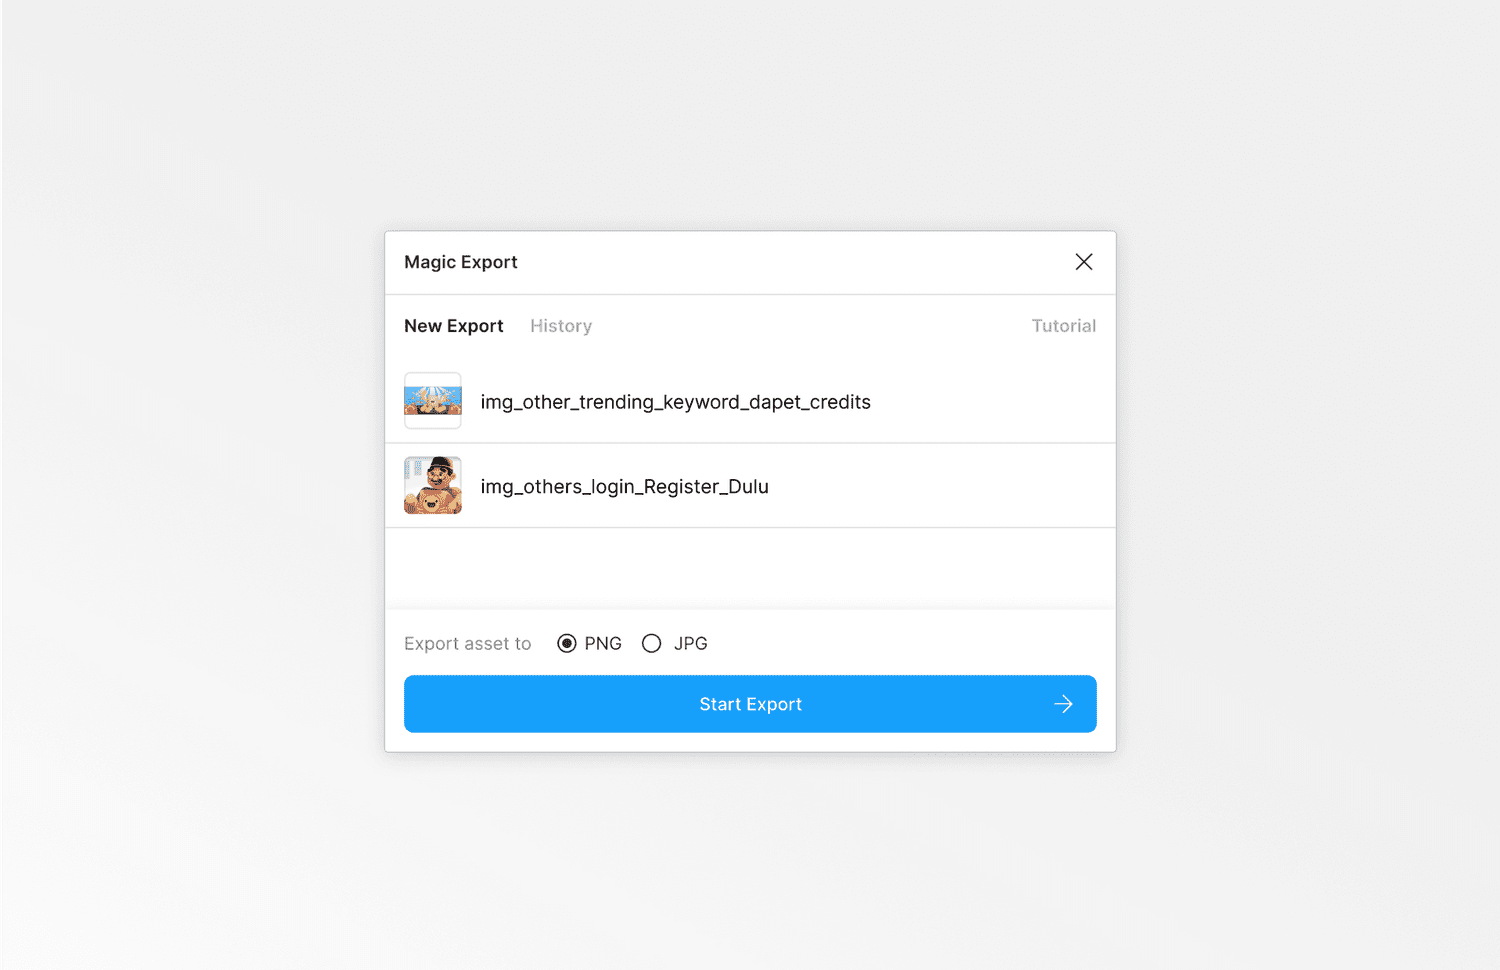 Magic Export
New Export History Tutorial
img_other_trending_keyword_dapet_credits
img_others_login_Register_Dulu
Export asset to PNG JPG
Start Export